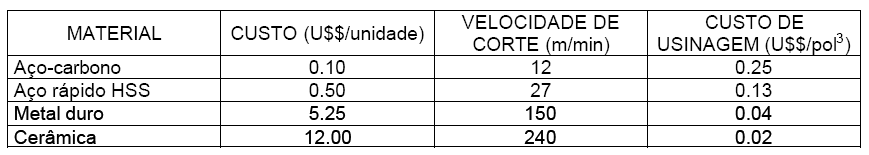 MATERIAL CUSTO (U$$/unidade) VELOCIDADE DE CORTE (m/min) CUSTO DE USINAGEM (U$$/pol³)
Aço-carbono 0.10 12 0.25
Aço rápido HSS 0.50 27 0.13
Metal duro 5.25 150 0.04
Cerâmica 12.00 240 0.02